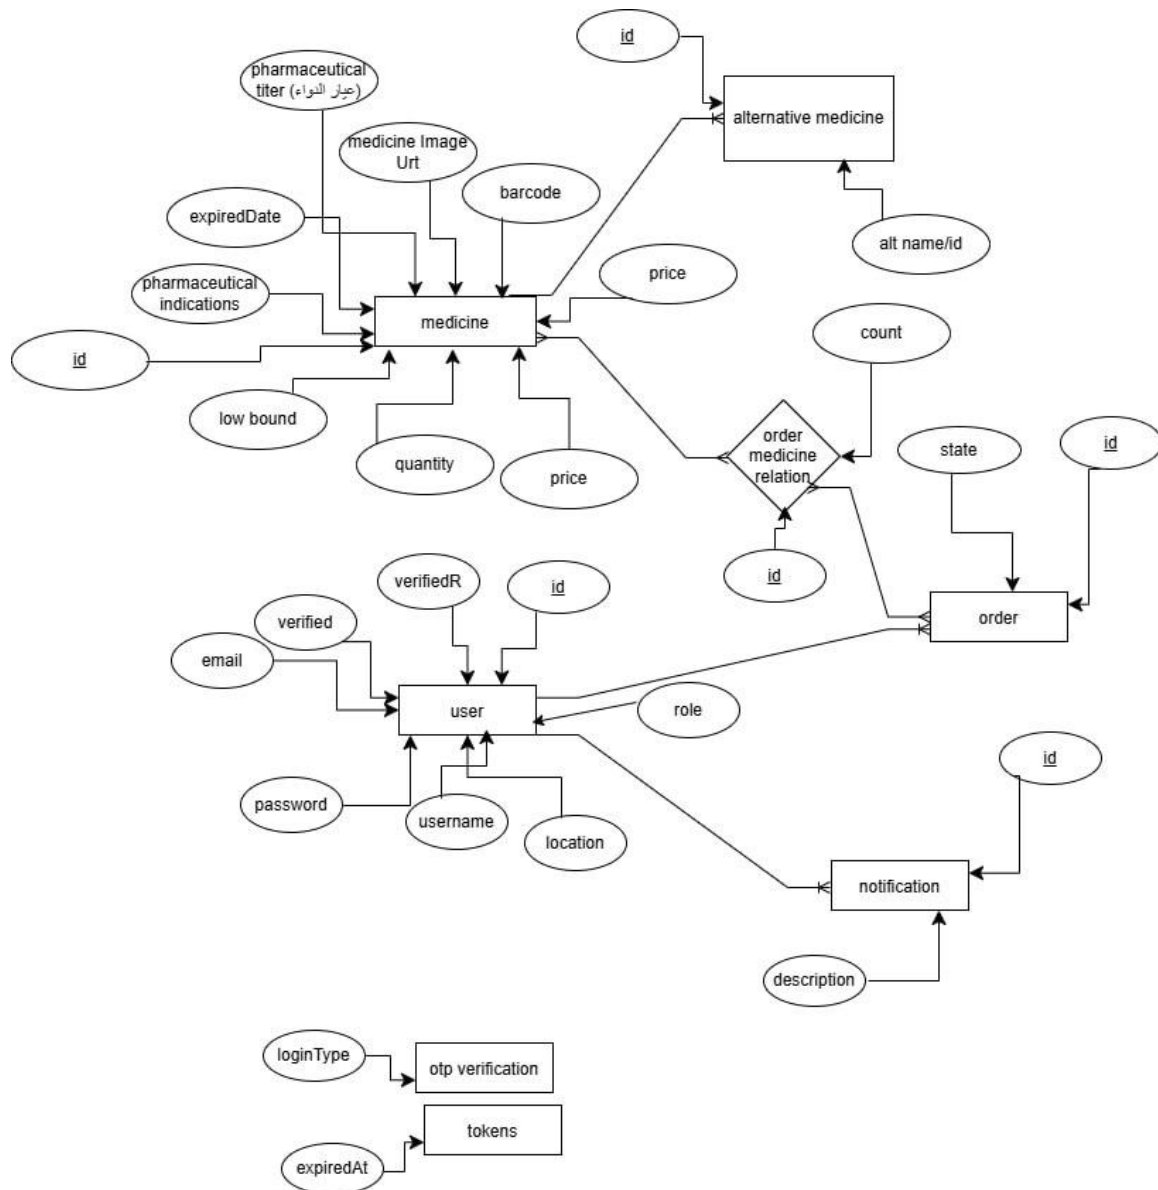 id
pharmaceutical
titer (عيار الدواء)
alternative medicine
medicine Image
Urt
barcode
expiredDate
alt name/id
pharmaceutical
indications
price
medicine
count
id
low bound
order
medicine
relation
state
id
quantity
price
verifiedR
id
id
verified
order
email
user
role
id
password
username
location
notification
description
loginType
otp verification
tokens
expiredAt